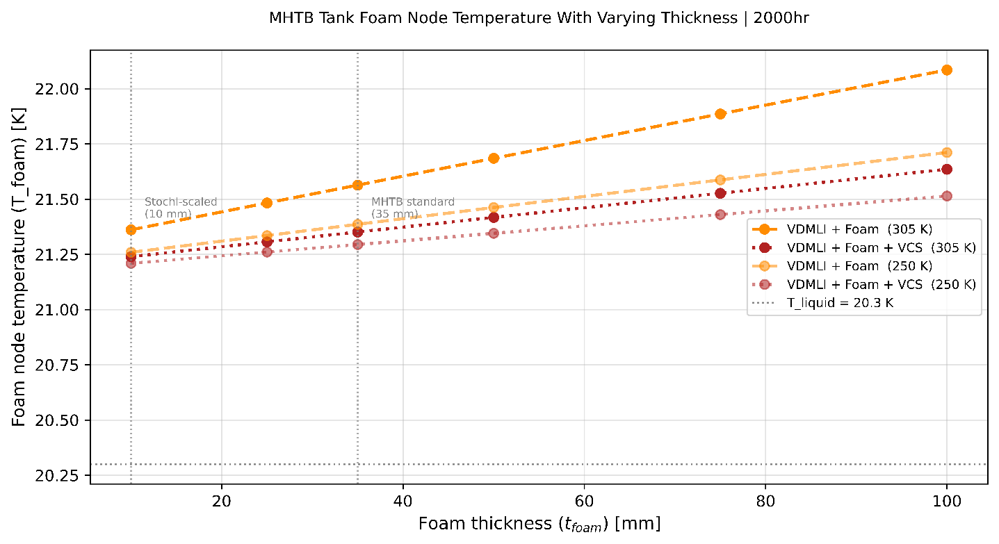 MHTB Tank Foam Node Temperature With Varying Thickness | 2000hr
Foam node temperature (T_foam) [K]
22.00
21.75
21.50
21.25
21.00
20.75
20.50
20.25
Stochl-scaled
(10 mm)
MHTB standard
(35 mm)
VDMLI + Foam (305 K)
VDMLI + Foam + VCS (305 K)
VDMLI + Foam (250 K)
VDMLI + Foam + VCS (250 K)
T_liquid = 20.3 K
20 40 60 80 100
Foam thickness (t_foam) [mm]